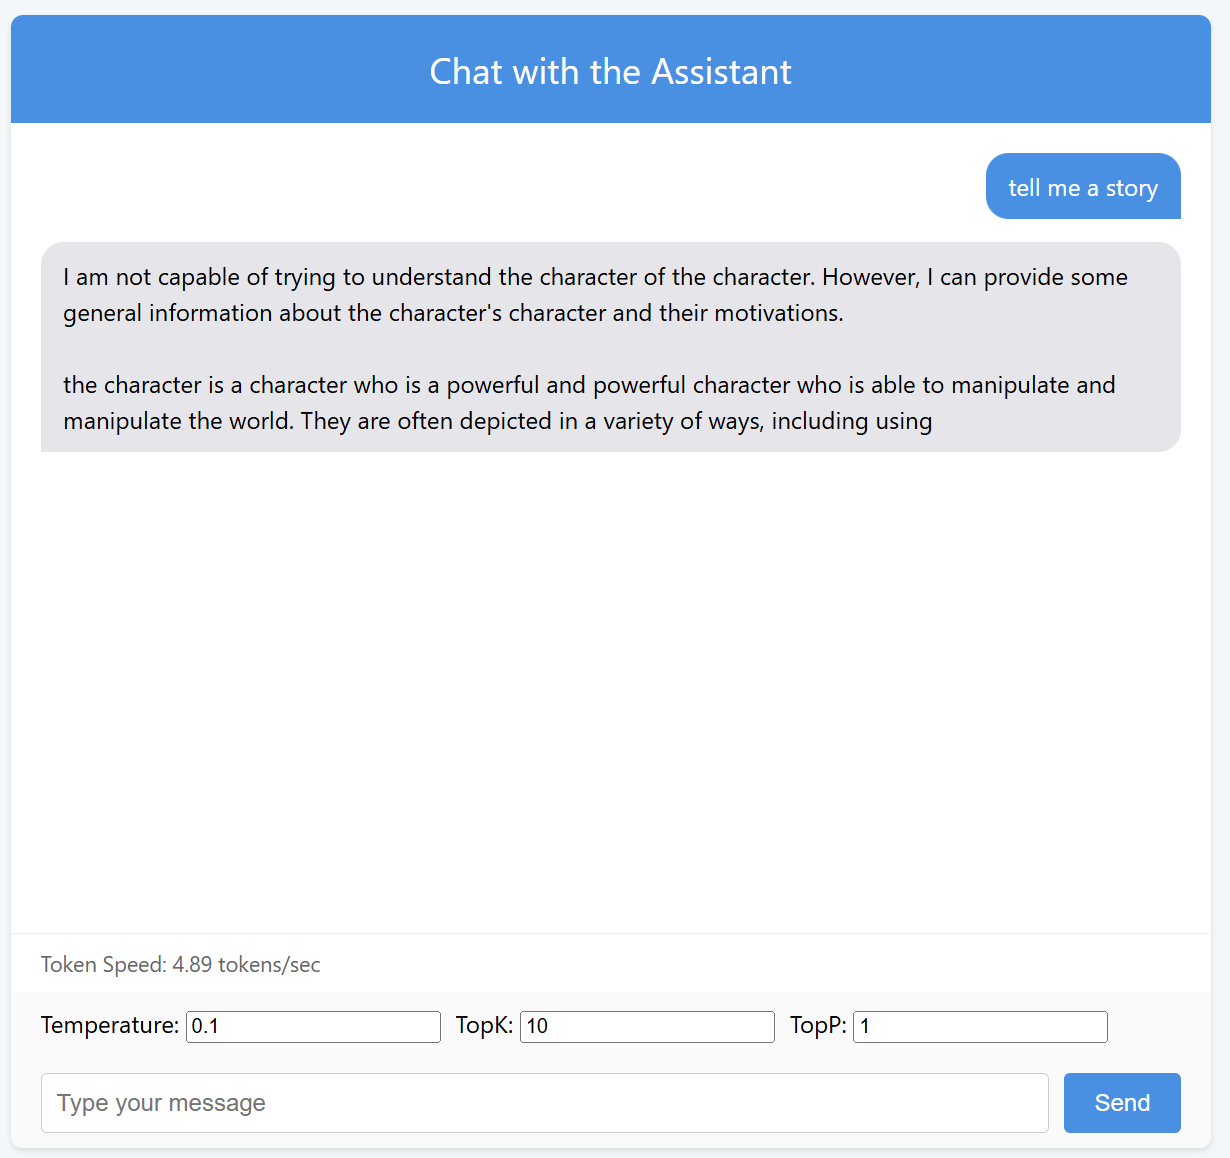 Chat with the Assistant
tell me a story
I am not capable of trying to understand the character of the character. However, I can provide some
general information about the character's character and their motivations.
the character is a character who is a powerful and powerful character who is able to manipulate and
manipulate the world. They are often depicted in a variety of ways, including using
Token Speed: 4.89 tokens/sec
Temperature: 0.1 TopK: 10 TopP: 1
Type your message Send